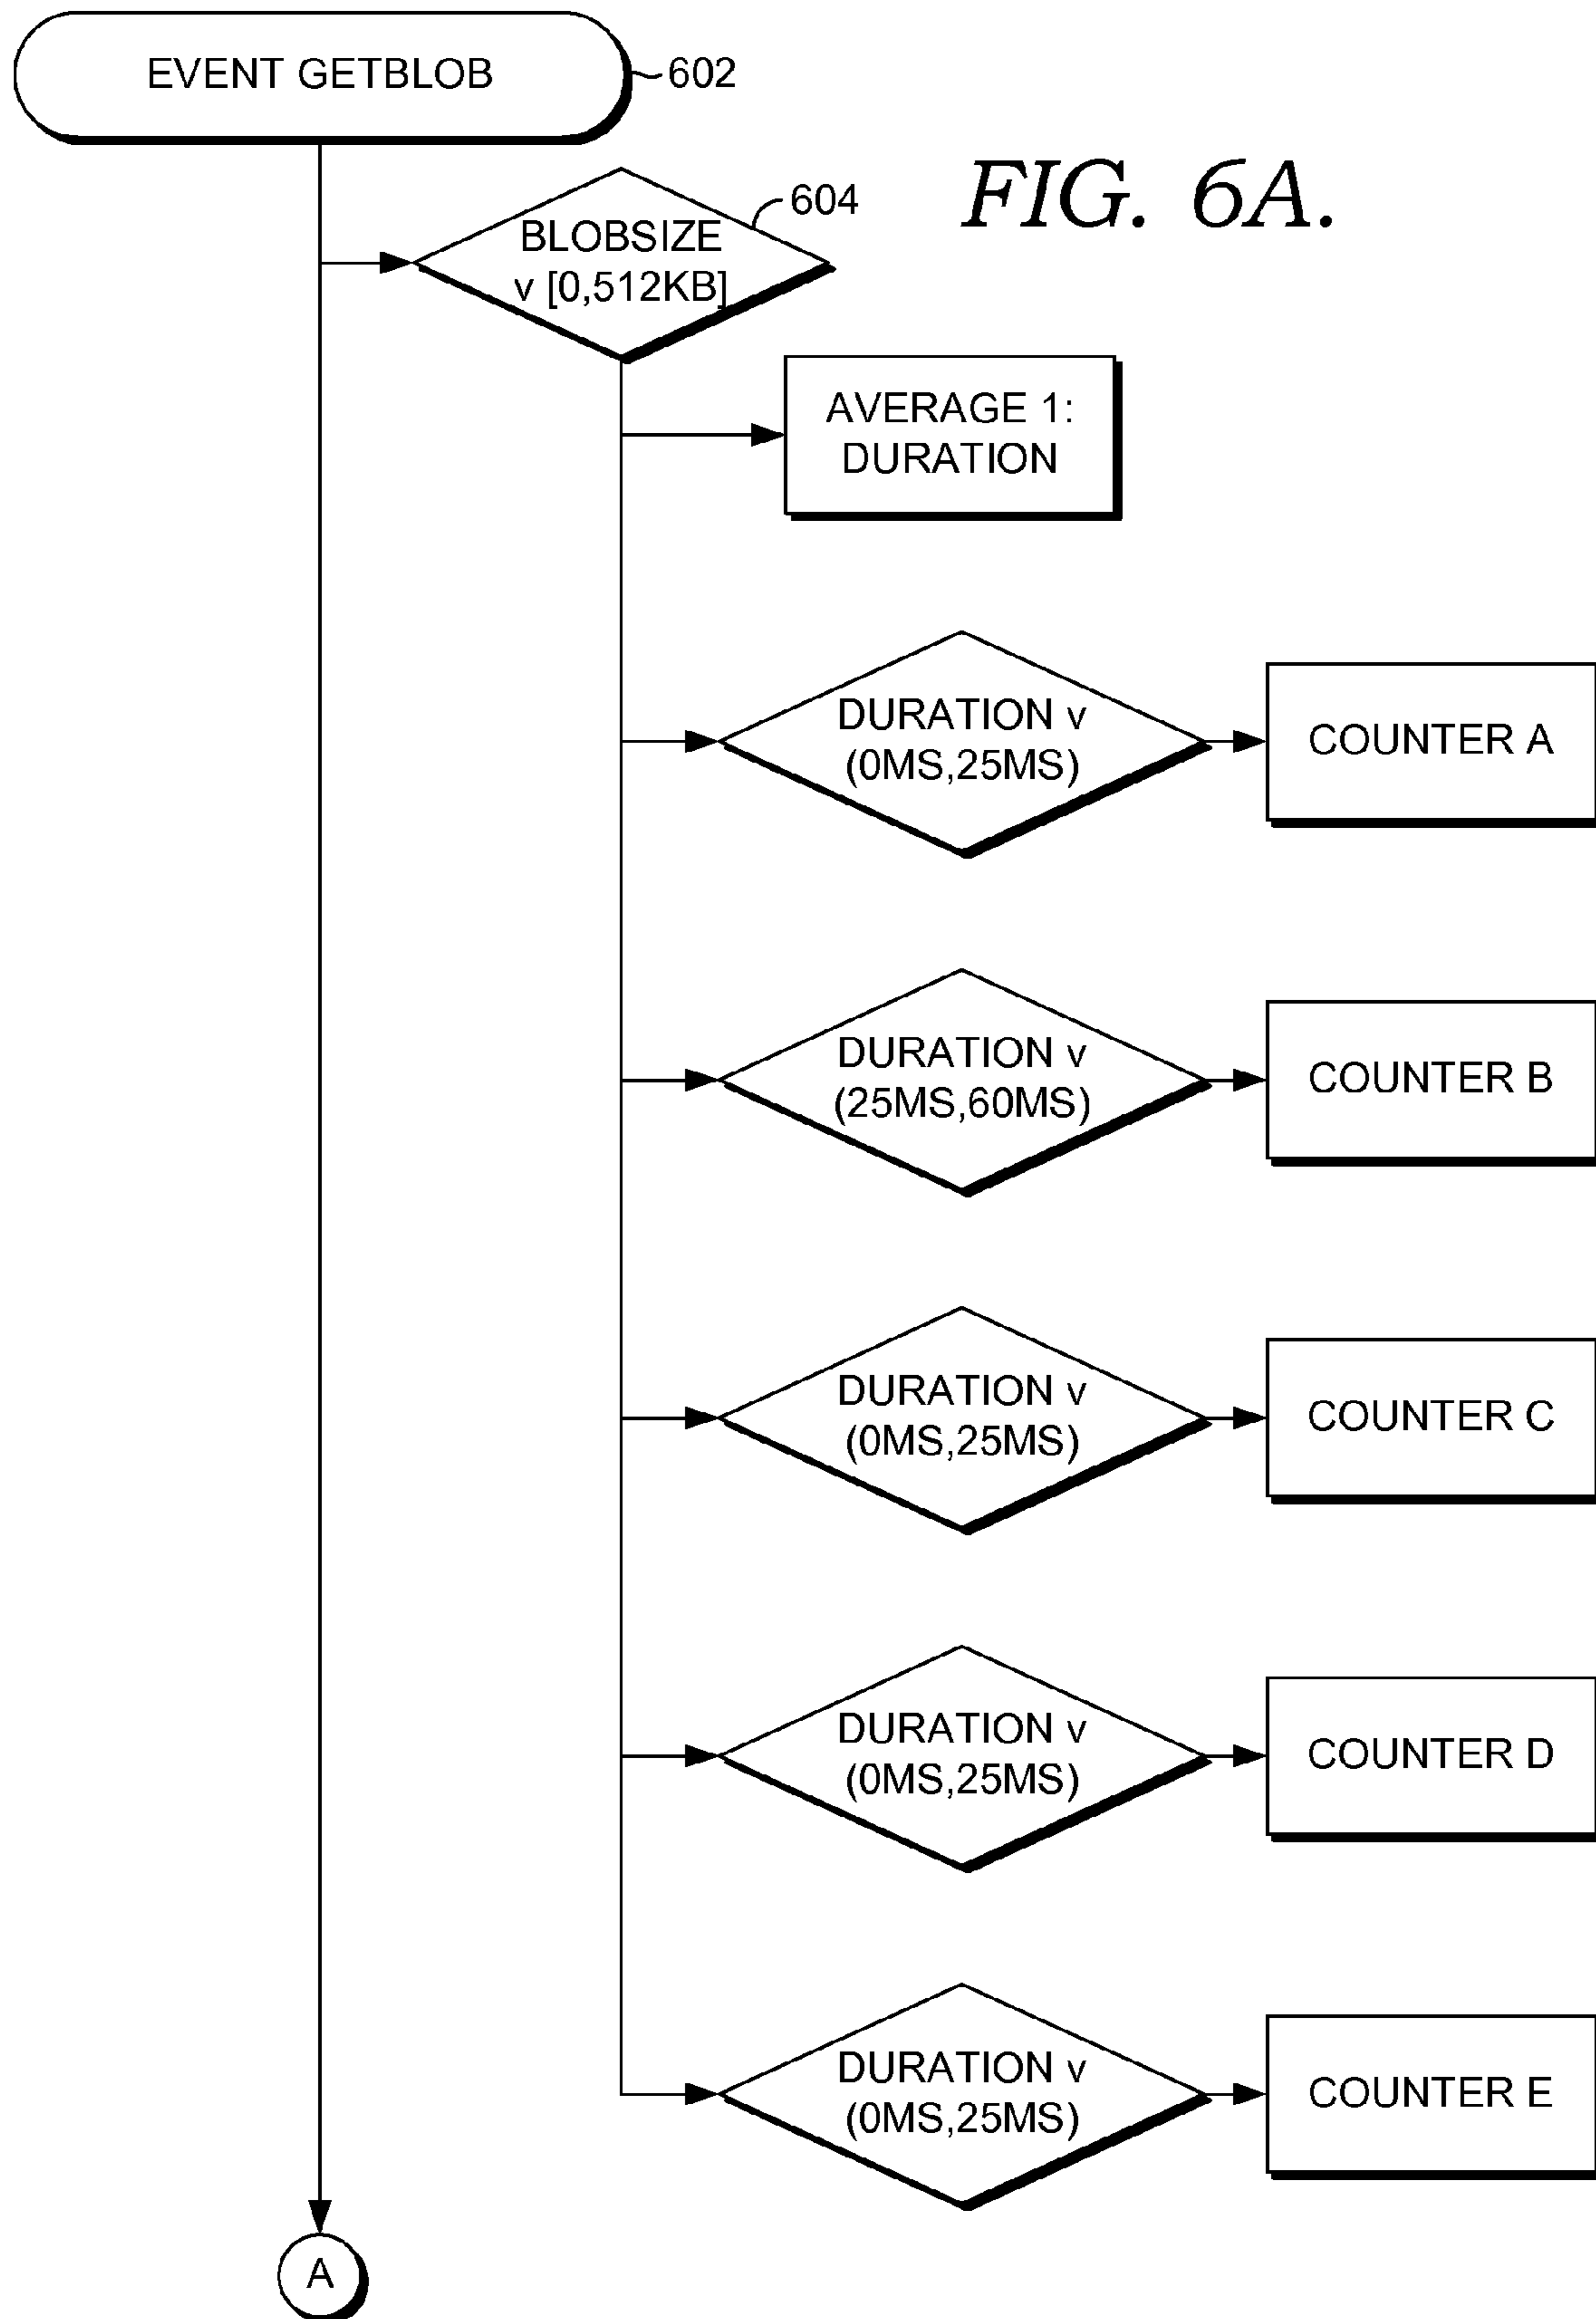 EVENT GETBLOB
602
FIG. 6A.
604
BLOBSIZE
v [0,512KB]
AVERAGE 1:
DURATION
DURATION v
(0MS,25MS)
COUNTER A
DURATION v
(25MS,60MS)
COUNTER B
DURATION v
(0MS,25MS)
COUNTER C
DURATION v
(0MS,25MS)
COUNTER D
DURATION v
(0MS,25MS)
COUNTER E
A